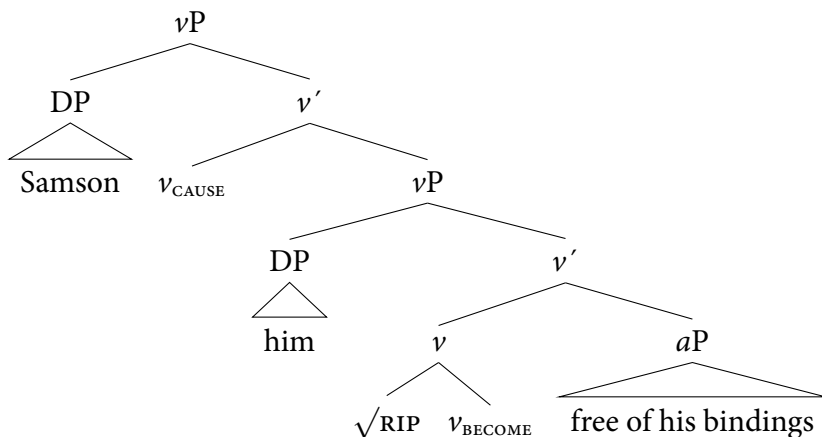 vP
DP v′
Samson v_CAUSE vP
DP v′
him v aP
√RIP v_BECOME free of his bindings